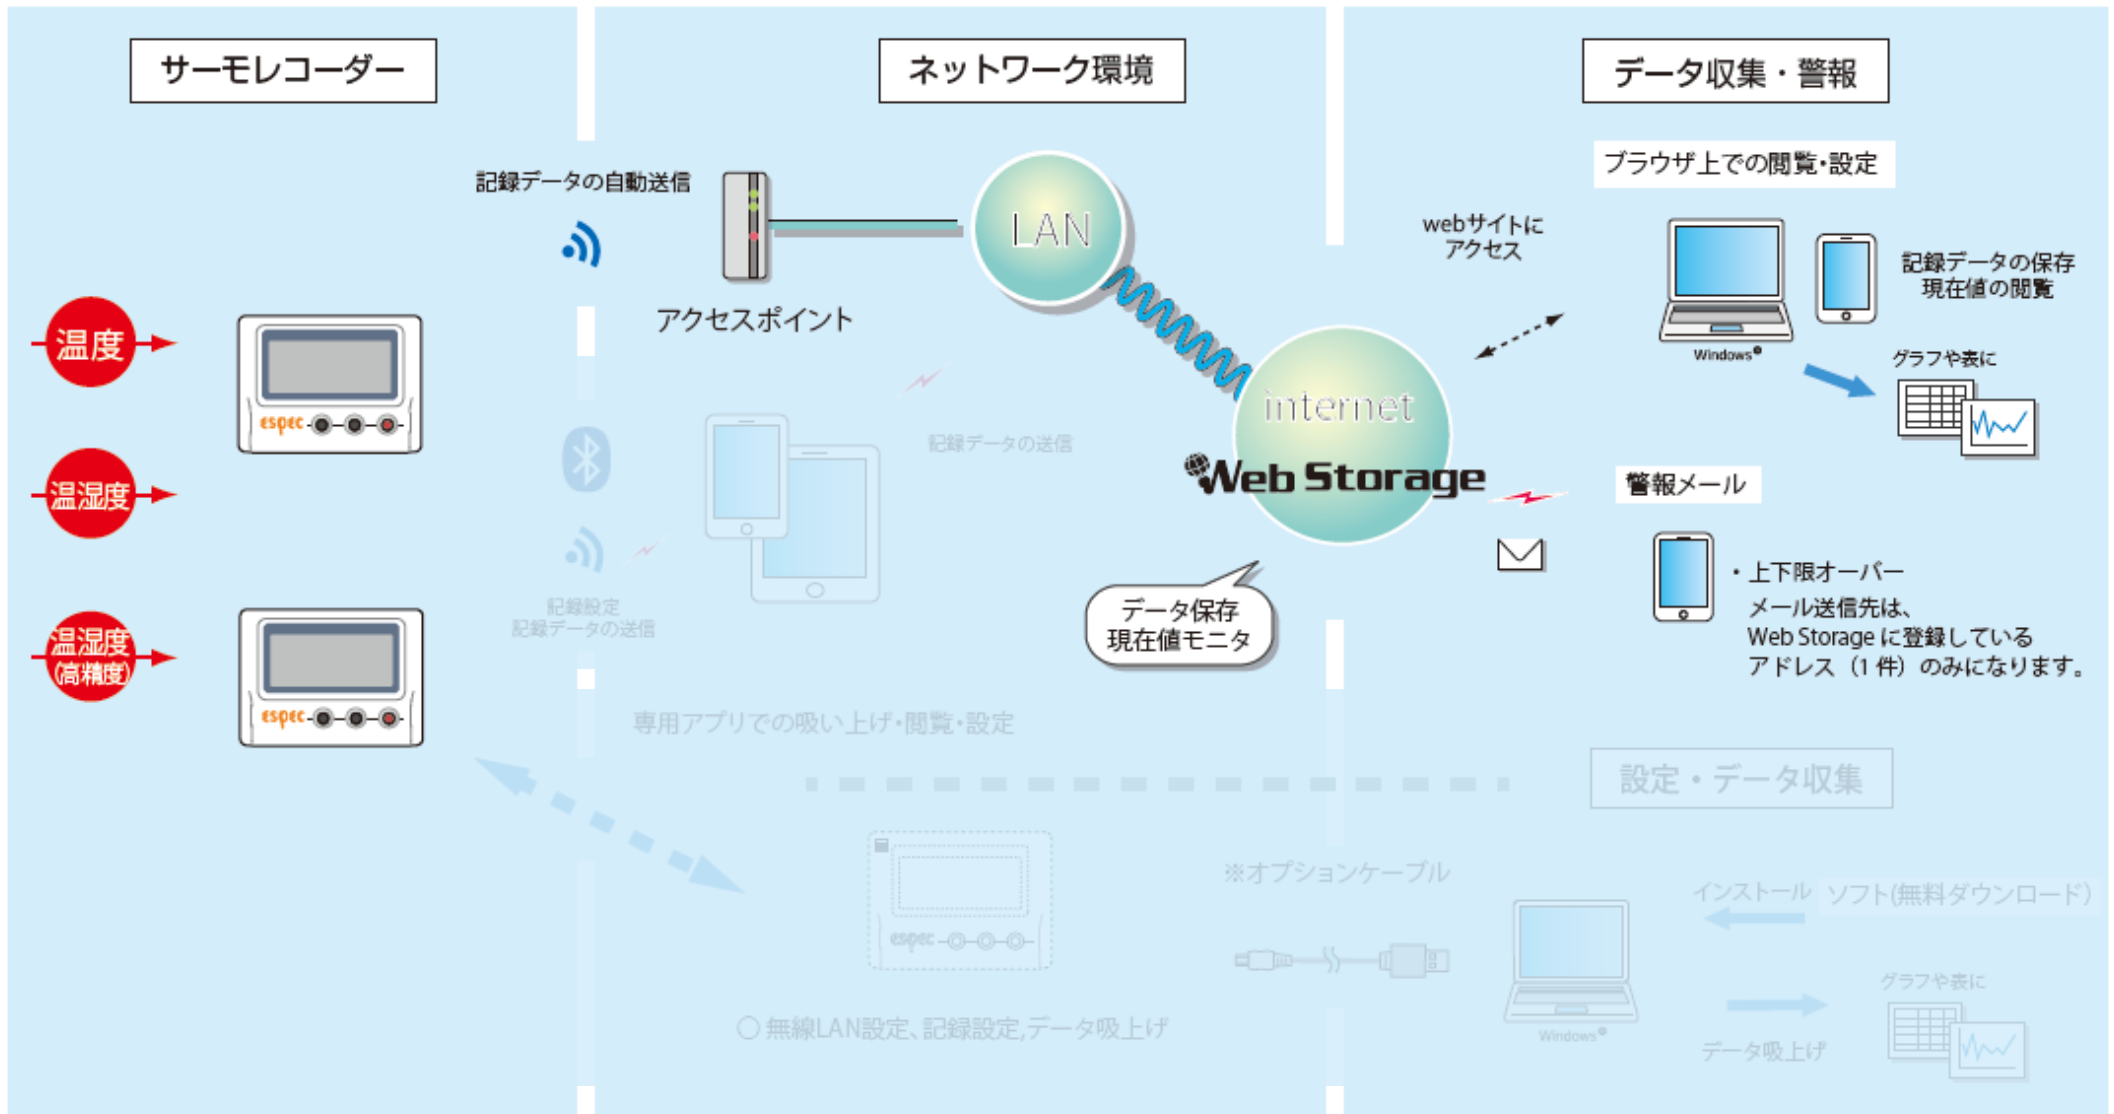 サーモレコーダー
ネットワーク環境
データ収集・警報
ブラウザ上での閲覧・設定
記録データの自動送信
アクセスポイント
LAN
webサイトに
アクセス
記録データの保存
現在値の閲覧
Windows®
グラフや表に
温度
温湿度
温湿度
(高精度)
espec
espec
internet
Web Storage
記録データの送信
記録設定
記録データの送信
データ保存
現在値モニタ
警報メール
・上下限オーバー
メール送信先は、
Web Storage に登録している
アドレス（1 件）のみになります。
専用アプリでの吸い上げ・閲覧・設定
設定・データ収集
espec
○ 無線LAN設定、記録設定,データ吸上げ
※オプションケーブル
インストール
ソフト(無料ダウンロード）
Windows®
データ吸上げ
グラフや表に